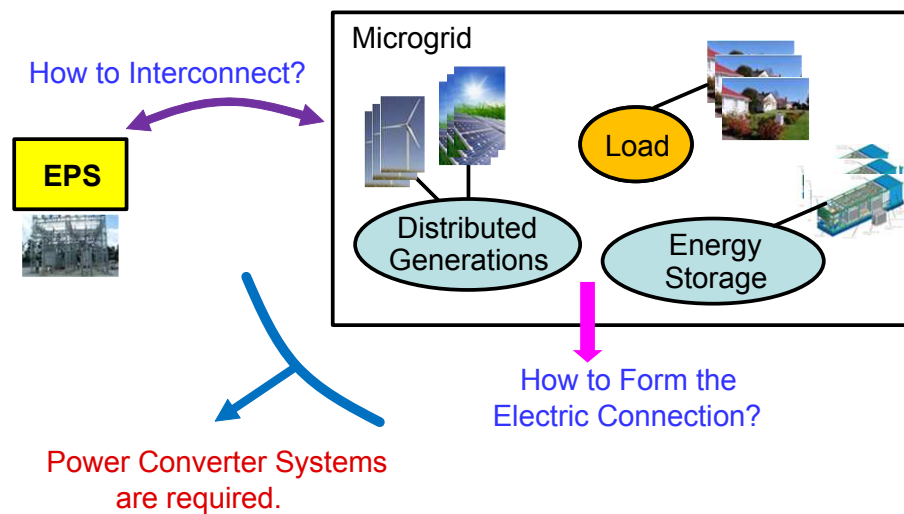 Microgrid
How to Interconnect?
EPS
Load
Distributed
Generations
Energy
Storage
How to Form the
Electric Connection?
Power Converter Systems
are required.